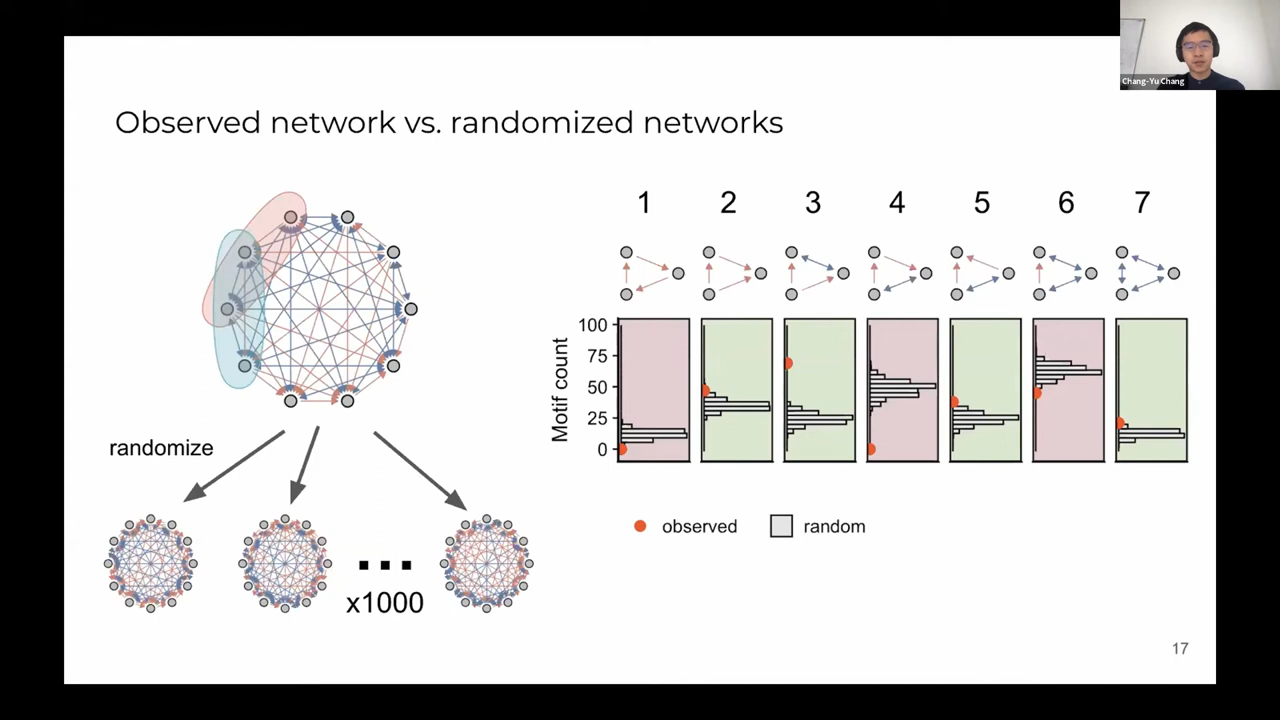 Chang-Yu Chang
Observed network vs. randomized networks
1 2 3 4 5 6 7
100
75
50
25
0
Motif count
randomize
x1000
observed
random
17